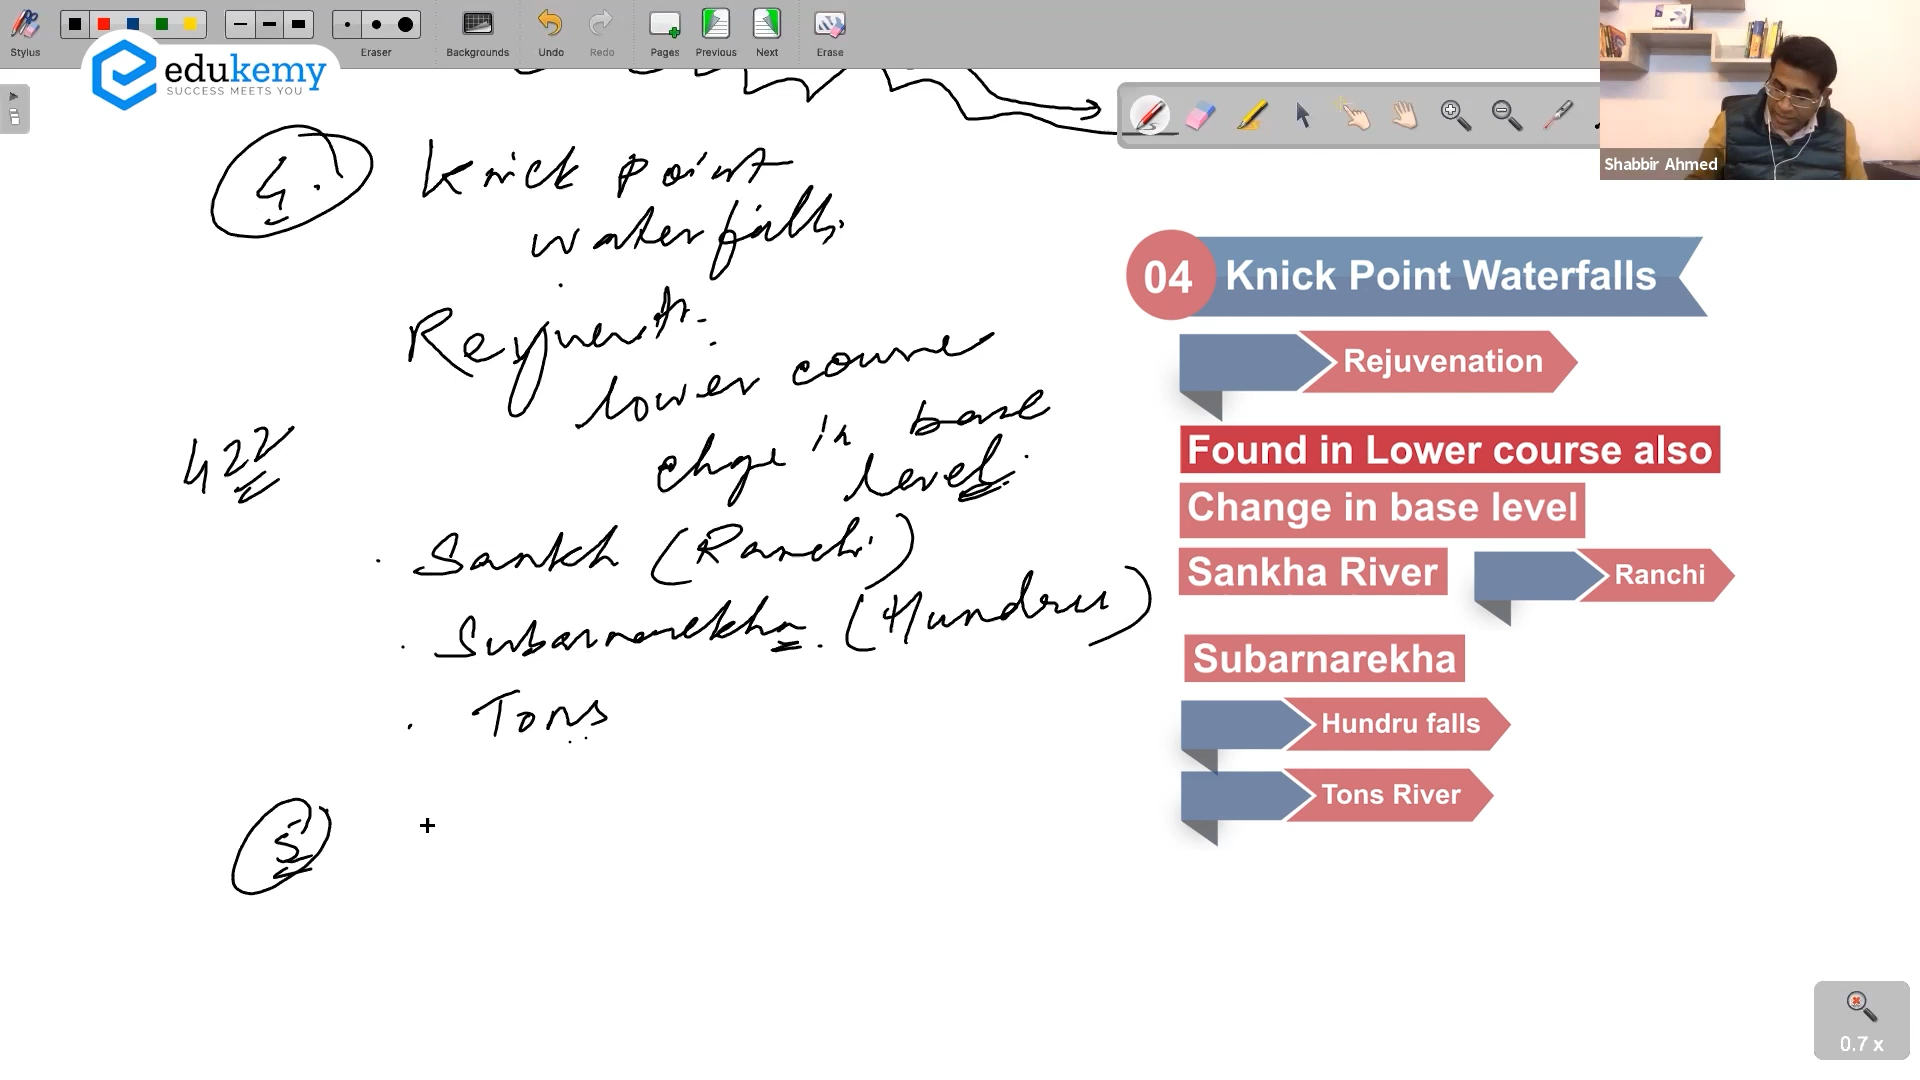 Stylus
Eraser
Backgrounds
Undo
Redo
Pages
Previous
Next
Erase
edukemy
SUCCESS MEETS YOU
Shabbir Ahmed
4.
Knick Point
waterfalls
lower course
in base
level.
422
Sankh (Ranchi)
Subarnarekha. (Hundru)
Tons
5
04 Knick Point Waterfalls
Rejuvenation
Found in Lower course also
Change in base level
Sankha River
Ranchi
Subarnarekha
Hundru falls
Tons River
0.7 x